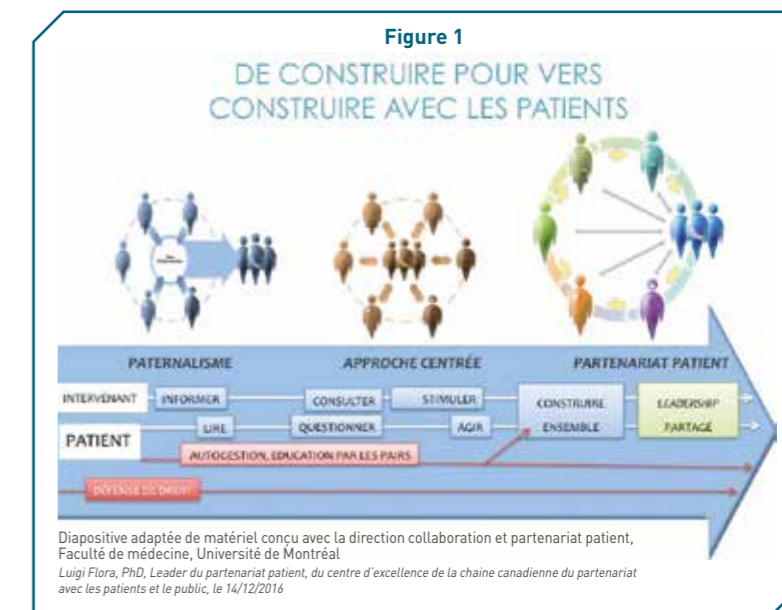 Figure 1
DE CONSTRUIRE POUR VERS
CONSTRUIRE AVEC LES PATIENTS
PATERNALISME
APPROCHE CENTRÉE
PARTENARIAT PATIENT
INTERVENANT
INFORMER
CONSULTER
STIMULER
CONSTRUIRE
ENSEMBLE
LEADERSHIP
PARTAGÉ
PATIENT
LIRE
QUESTIONNER
AGIR
AUTOGESTION, EDUCATION PAR LES PAIRS
DÉFENSE DE DROIT
Diapositive adaptée de matériel conçu avec la direction collaboration et partenariat patient,
Faculté de médecine, Université de Montréal
Luigi Flora, PhD, Leader du partenariat patient, du centre d'excellence de la chaine canadienne du partenariat
avec les patients et le public, le 14/12/2016